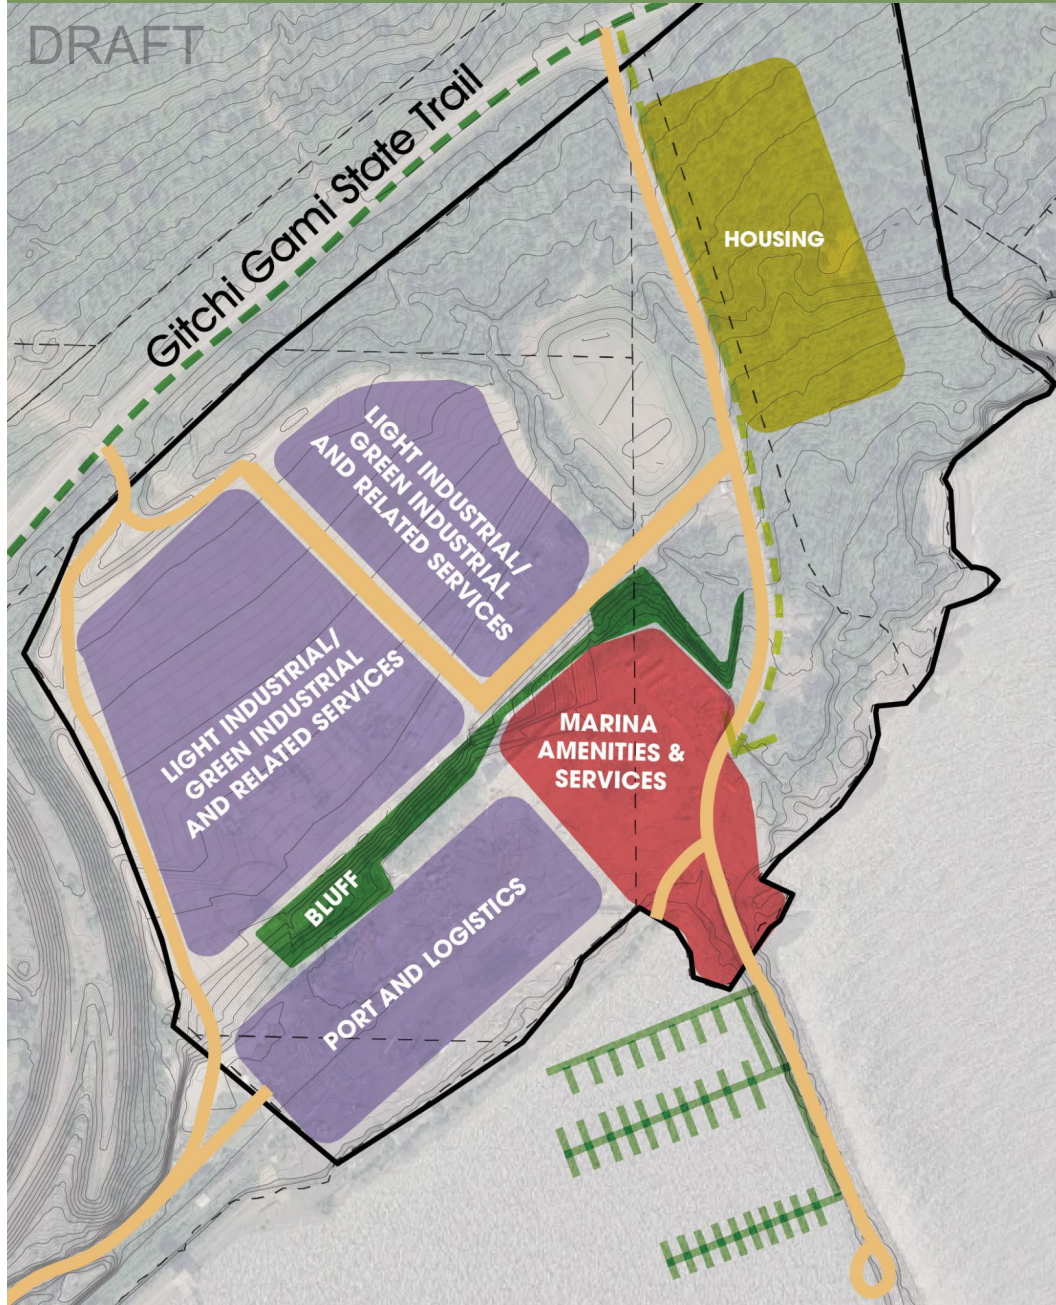 DRAFT
Gitchi Gami State Trail
HOUSING
LIGHT INDUSTRIAL/
GREEN INDUSTRIAL
AND RELATED SERVICES
LIGHT INDUSTRIAL/
GREEN INDUSTRIAL
AND RELATED SERVICES
MARINA
AMENITIES &
SERVICES
BLUFF
PORT AND LOGISTICS